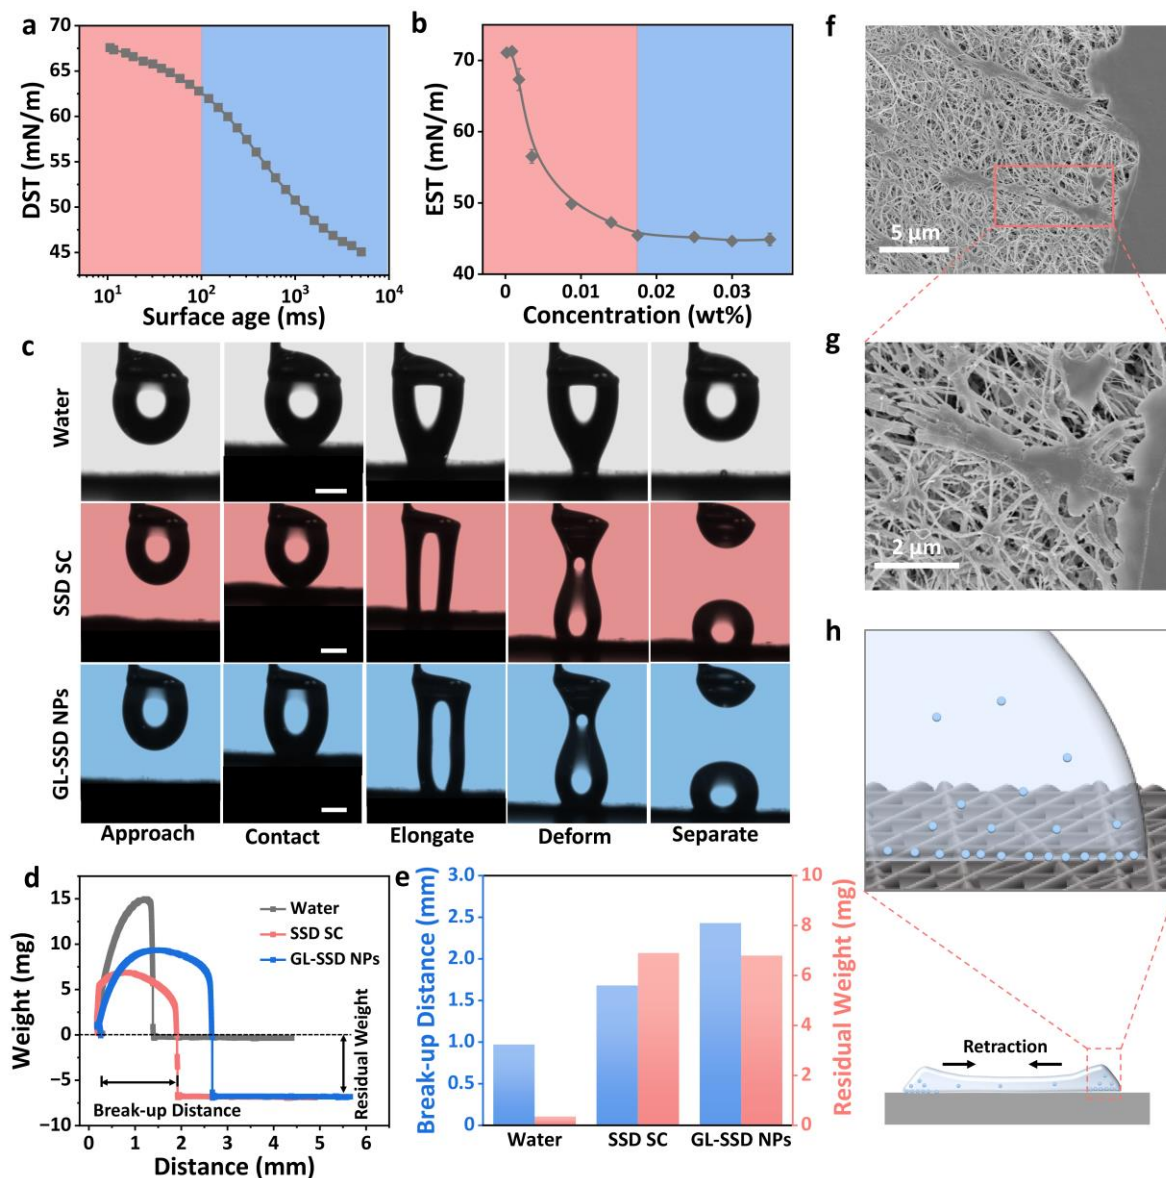 a
70
65
60
55
50
45
DST (mN/m)
10¹ 10² 10³ 10⁴
Surface age (ms)
b
70
60
50
40
EST (mN/m)
0 0.01 0.02 0.03
Concentration (wt%)
c
Water
SSD SC
GL-SSD NPs
Approach Contact Elongate Deform Separate
d
15
10
5
0
−5
−10
Weight (mg)
Water
SSD SC
GL-SSD NPs
Residual Weight
Break-up Distance
0 1 2 3 4 5 6
Distance (mm)
e
3.0
2.5
2.0
1.5
1.0
0.5
0.0
Break-up Distance (mm)
10
8
6
4
2
0
Residual Weight (mg)
Water SSD SC GL-SSD NPs
f
5 μm
g
2 μm
h
Retraction